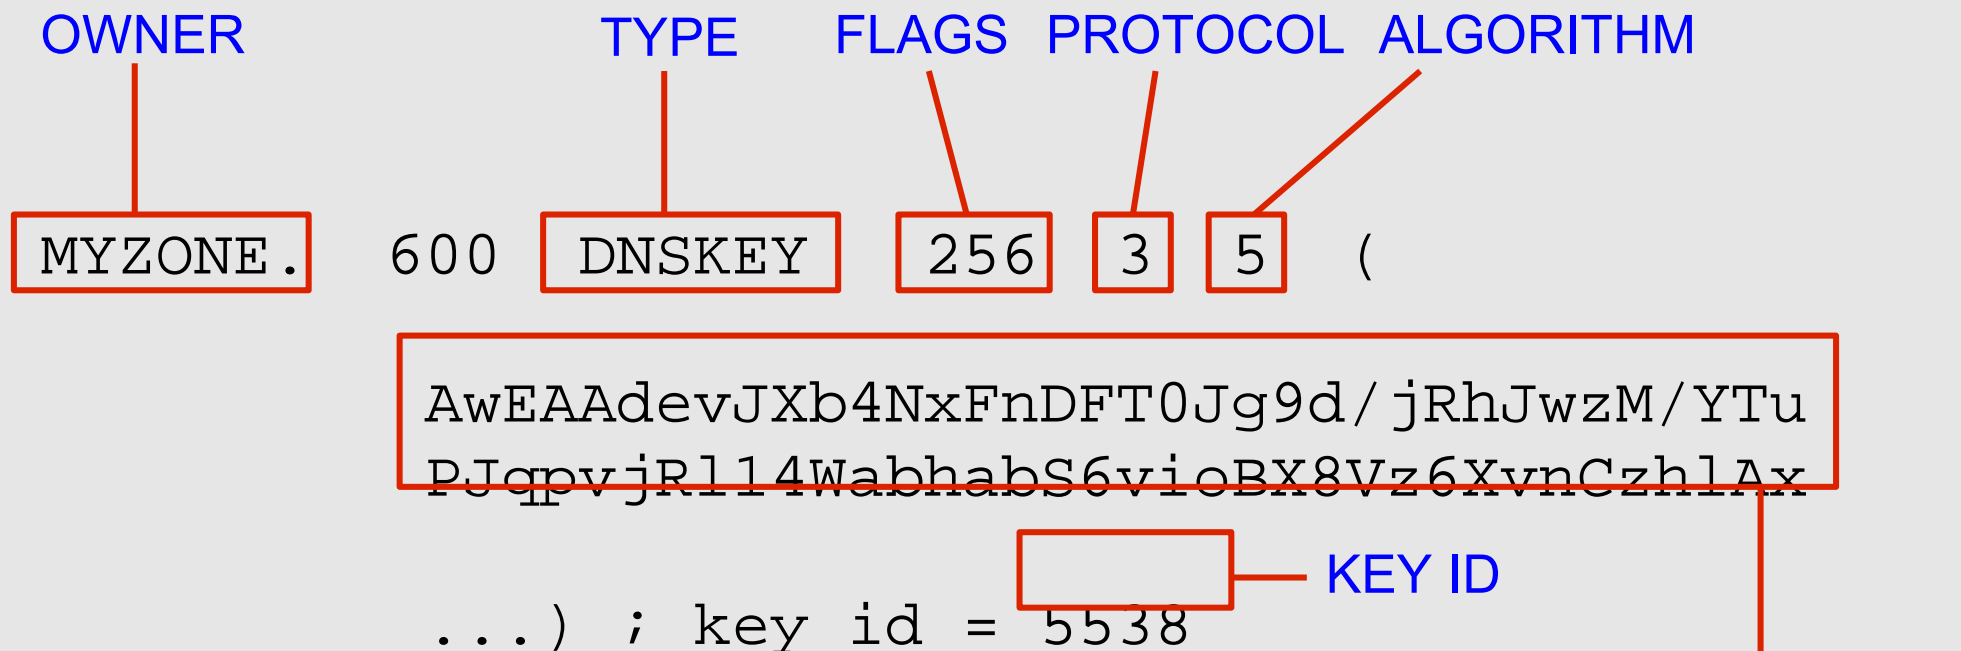 OWNER TYPE FLAGS PROTOCOL ALGORITHM
MYZONE. 600 DNSKEY 256 3 5 (
AwEAAdevJXb4NxFnDFT0Jg9d/jRhJwzM/YTu
PJqpvjRl14WabhabS6vioBX8Vz6XvnCzhlAx
KEY ID
...) ; key id = 5538